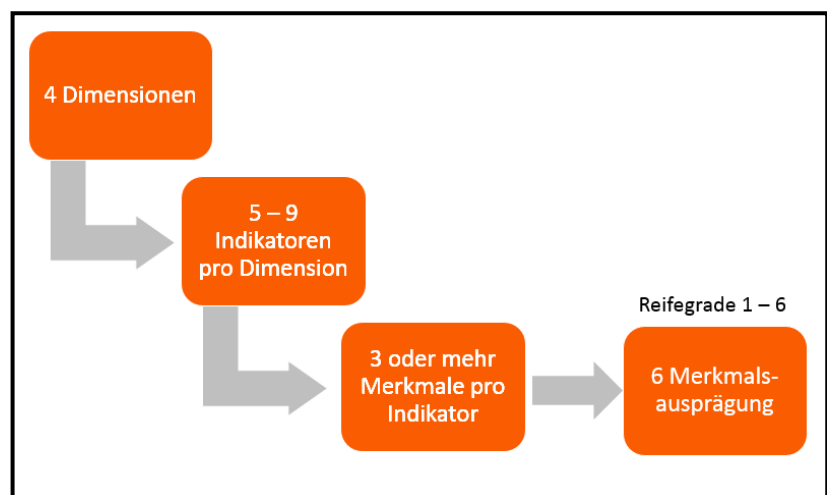 4 Dimensionen
5 – 9
Indikatoren
pro Dimension
3 oder mehr
Merkmale pro
Indikator
Reifegrade 1 – 6
6 Merkmals-
ausprägung